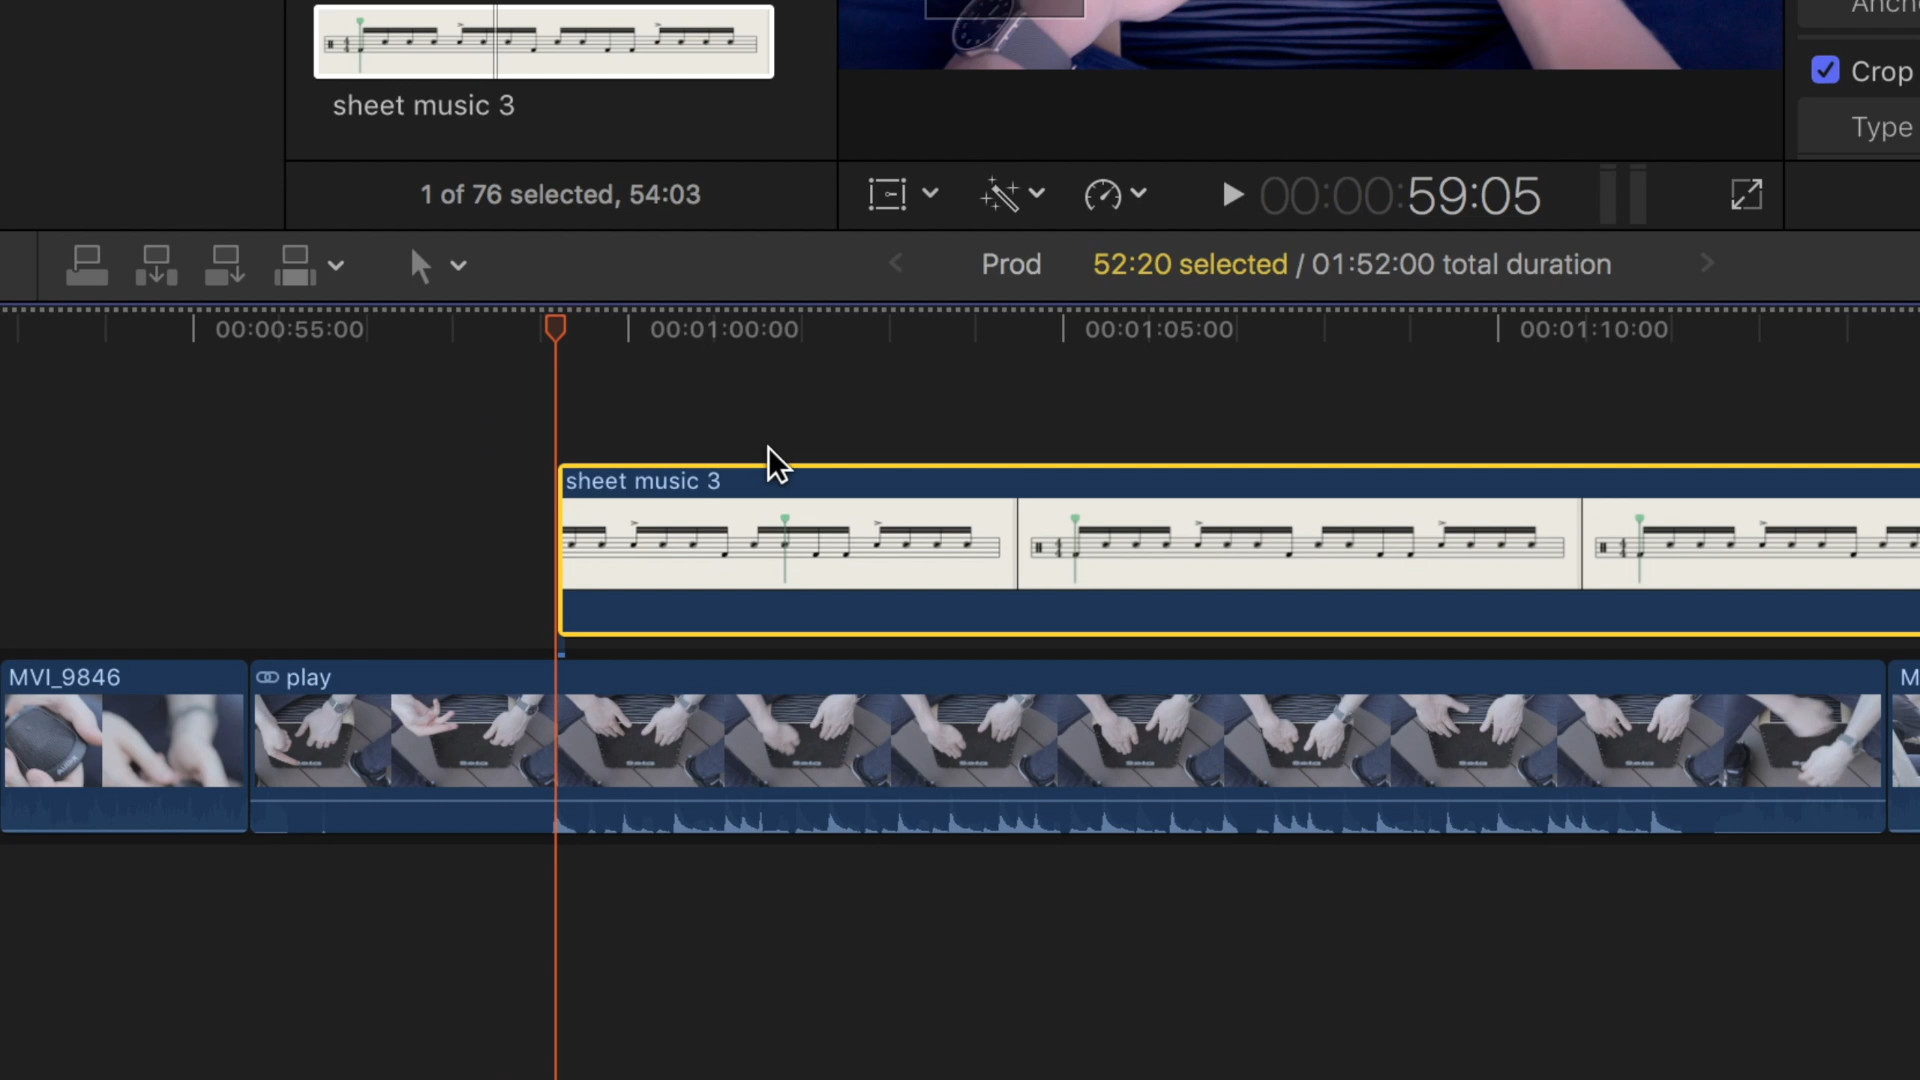 Anch
Crop
Type
sheet music 3
1 of 76 selected, 54:03
00:00:59:05
Prod
52:20 selected / 01:52:00 total duration
00:00:55:00
00:01:00:00
00:01:05:00
00:01:10:00
sheet music 3
MVI_9846
play
M